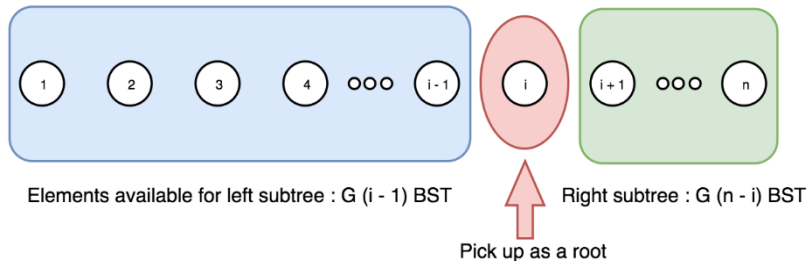 1 2 3 4 i - 1 i i + 1 n
Elements available for left subtree : G (i - 1) BST Right subtree : G (n - i) BST
Pick up as a root